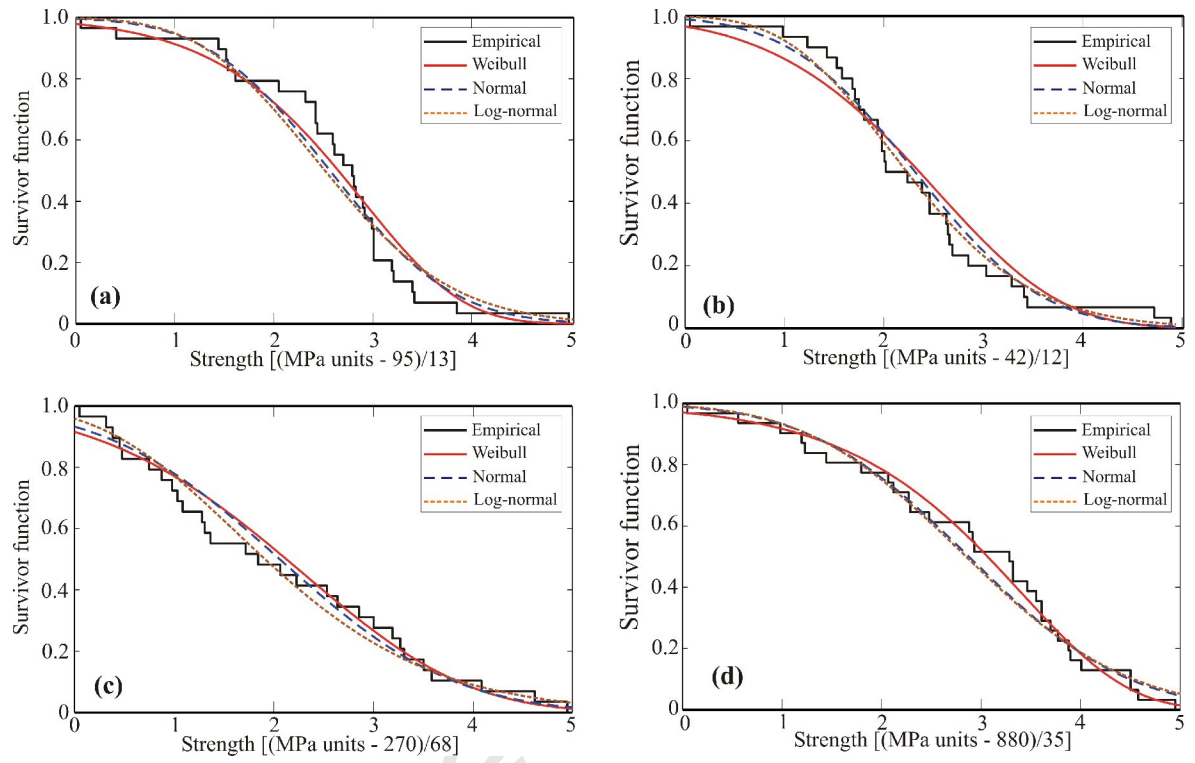 1.0
0.8
0.6
0.4
0.2
0
Survivor function
Empirical
Weibull
Normal
Log-normal
(a)
0 1 2 3 4 5
Strength [(MPa units - 95)/13]
1.0
0.8
0.6
0.4
0.2
0
Survivor function
Empirical
Weibull
Normal
Log-normal
(b)
0 1 2 3 4 5
Strength [(MPa units - 42)/12]
1.0
0.8
0.6
0.4
0.2
0
Survivor function
Empirical
Weibull
Normal
Log-normal
(c)
0 1 2 3 4 5
Strength [(MPa units - 270)/68]
1.0
0.8
0.6
0.4
0.2
0
Survivor function
Empirical
Weibull
Normal
Log-normal
(d)
0 1 2 3 4 5
Strength [(MPa units - 880)/35]